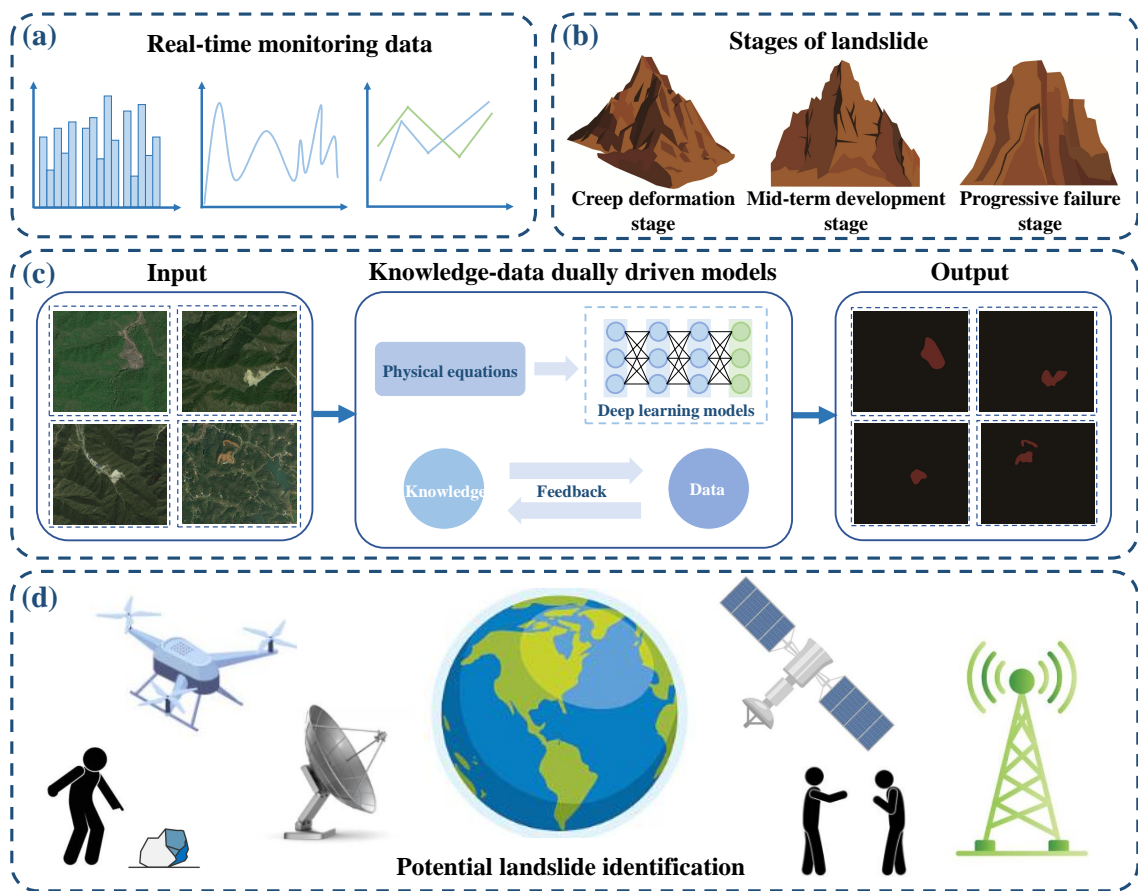 (a)
Real-time monitoring data
(b)
Stages of landslide
Creep deformation
stage
Mid-term development
stage
Progressive failure
stage
(c)
Input
Knowledge-data dually driven models
Output
Physical equations
Deep learning models
Knowledge
Feedback
Data
(d)
Potential landslide identification